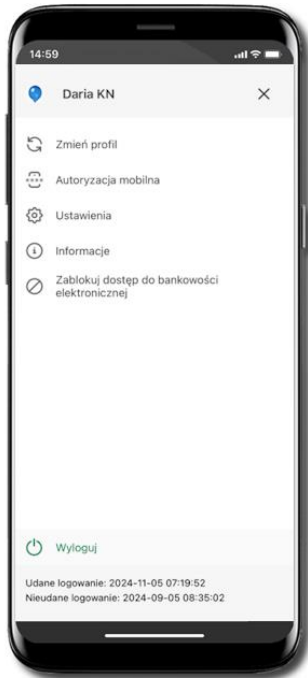 14:59
Daria KN
Zmień profil
Autoryzacja mobilna
Ustawienia
Informacje
Zablokuj dostęp do bankowości
elektronicznej
Wyloguj
Udane logowanie: 2024-11-05 07:19:52
Nieudane logowanie: 2024-09-05 08:35:02